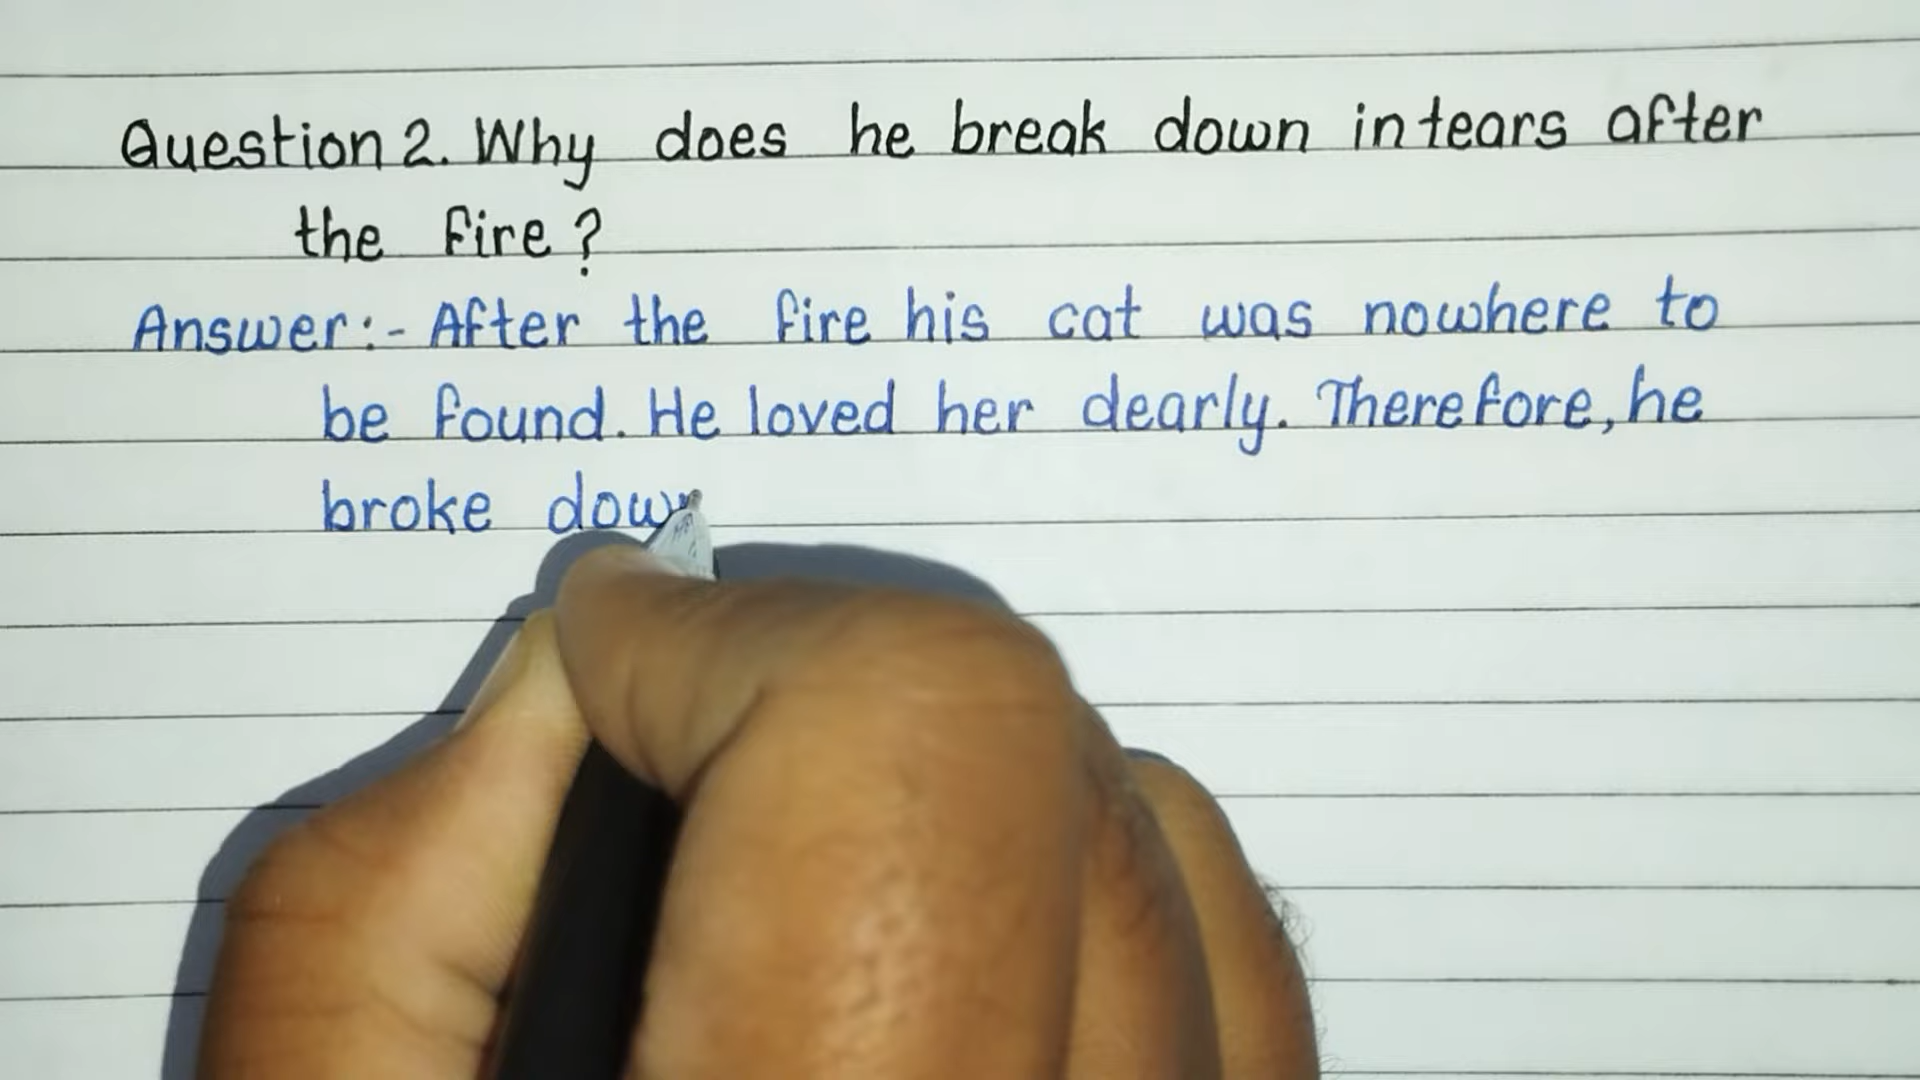 Question 2. Why does he break down in tears after
the fire?
Answer:- After the fire his cat was nowhere to
be found. He loved her dearly. Therefore, he
broke down